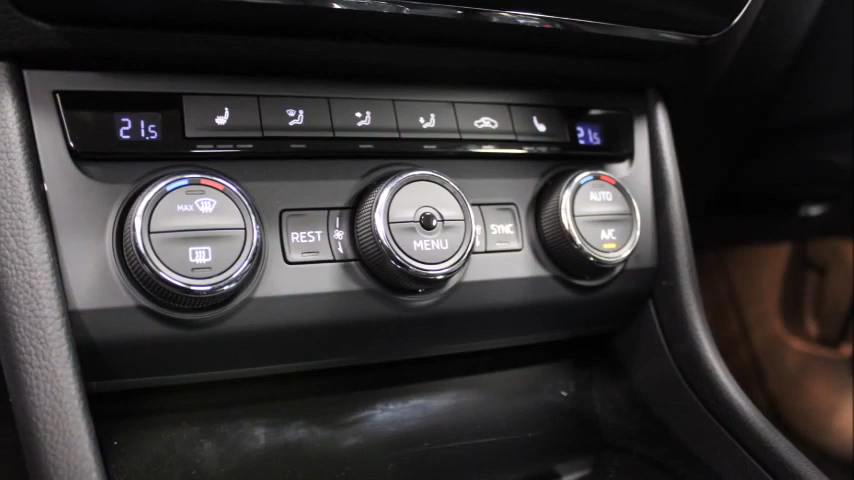 21.5
21.5
MAX
REST
MENU
SYNC
AUTO
A/C